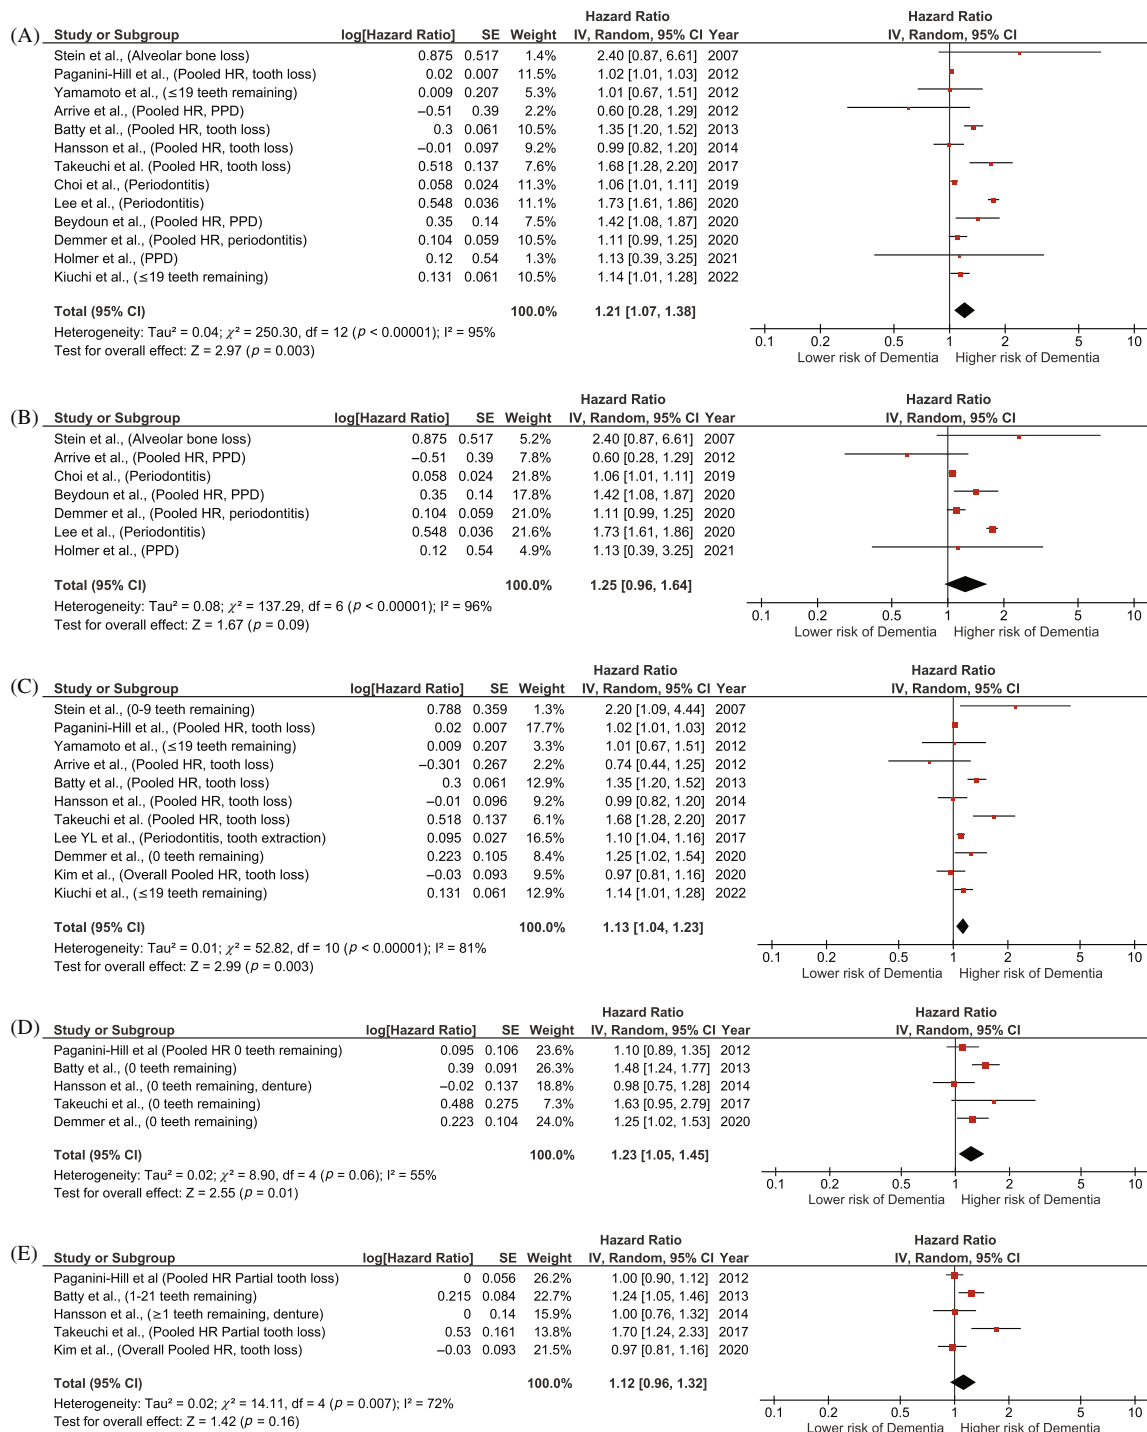 (A)
Hazard Ratio Hazard Ratio
Study or Subgroup log[Hazard Ratio] SE Weight IV, Random, 95% CI Year IV, Random, 95% CI
Stein et al., (Alveolar bone loss) 0.875 0.517 1.4% 2.40 [0.87, 6.61] 2007
Paganini-Hill et al., (Pooled HR, tooth loss) 0.02 0.007 11.5% 1.02 [1.01, 1.03] 2012
Yamamoto et al., (≤19 teeth remaining) 0.009 0.207 5.3% 1.01 [0.67, 1.51] 2012
Arrive et al., (Pooled HR, PPD) −0.51 0.39 2.2% 0.60 [0.28, 1.29] 2012
Batty et al., (Pooled HR, tooth loss) 0.3 0.061 10.5% 1.35 [1.20, 1.52] 2013
Hansson et al., (Pooled HR, tooth loss) −0.01 0.097 9.2% 0.99 [0.82, 1.20] 2014
Takeuchi et al. (Pooled HR, tooth loss) 0.518 0.137 7.6% 1.68 [1.28, 2.20] 2017
Choi et al., (Periodontitis) 0.058 0.024 11.3% 1.06 [1.01, 1.11] 2019
Lee et al., (Periodontitis) 0.548 0.036 11.1% 1.73 [1.61, 1.86] 2020
Beydoun et al., (Pooled HR, PPD) 0.35 0.14 7.5% 1.42 [1.08, 1.87] 2020
Demmer et al., (Pooled HR, periodontitis) 0.104 0.059 10.5% 1.11 [0.99, 1.25] 2020
Holmer et al., (PPD) 0.12 0.54 1.3% 1.13 [0.39, 3.25] 2021
Kiuchi et al., (≤19 teeth remaining) 0.131 0.061 10.5% 1.14 [1.01, 1.28] 2022
Total (95% CI) 100.0% 1.21 [1.07, 1.38]
Heterogeneity: Tau² = 0.04; χ² = 250.30, df = 12 (p < 0.00001); I² = 95%
Test for overall effect: Z = 2.97 (p = 0.003)
0.1 0.2 0.5 1 2 5 10
Lower risk of Dementia Higher risk of Dementia
(B)
Hazard Ratio Hazard Ratio
Study or Subgroup log[Hazard Ratio] SE Weight IV, Random, 95% CI Year IV, Random, 95% CI
Stein et al., (Alveolar bone loss) 0.875 0.517 5.2% 2.40 [0.87, 6.61] 2007
Arrive et al., (Pooled HR, PPD) −0.51 0.39 7.8% 0.60 [0.28, 1.29] 2012
Choi et al., (Periodontitis) 0.058 0.024 21.8% 1.06 [1.01, 1.11] 2019
Beydoun et al., (Pooled HR, PPD) 0.35 0.14 17.8% 1.42 [1.08, 1.87] 2020
Demmer et al., (Pooled HR, periodontitis) 0.104 0.059 21.0% 1.11 [0.99, 1.25] 2020
Lee et al., (Periodontitis) 0.548 0.036 21.6% 1.73 [1.61, 1.86] 2020
Holmer et al., (PPD) 0.12 0.54 4.9% 1.13 [0.39, 3.25] 2021
Total (95% CI) 100.0% 1.25 [0.96, 1.64]
Heterogeneity: Tau² = 0.08; χ² = 137.29, df = 6 (p < 0.00001); I² = 96%
Test for overall effect: Z = 1.67 (p = 0.09)
0.1 0.2 0.5 1 2 5 10
Lower risk of Dementia Higher risk of Dementia
(C)
Hazard Ratio Hazard Ratio
Study or Subgroup log[Hazard Ratio] SE Weight IV, Random, 95% CI Year IV, Random, 95% CI
Stein et al., (0-9 teeth remaining) 0.788 0.359 1.3% 2.20 [1.09, 4.44] 2007
Paganini-Hill et al., (Pooled HR, tooth loss) 0.02 0.007 17.7% 1.02 [1.01, 1.03] 2012
Yamamoto et al., (≤19 teeth remaining) 0.009 0.207 3.3% 1.01 [0.67, 1.51] 2012
Arrive et al., (Pooled HR, tooth loss) −0.301 0.267 2.2% 0.74 [0.44, 1.25] 2012
Batty et al., (Pooled HR, tooth loss) 0.3 0.061 12.9% 1.35 [1.20, 1.52] 2013
Hansson et al., (Pooled HR, tooth loss) −0.01 0.096 9.2% 0.99 [0.82, 1.20] 2014
Takeuchi et al. (Pooled HR, tooth loss) 0.518 0.137 6.1% 1.68 [1.28, 2.20] 2017
Lee YL et al., (Periodontitis, tooth extraction) 0.095 0.027 16.5% 1.10 [1.04, 1.16] 2017
Demmer et al., (0 teeth remaining) 0.223 0.105 8.4% 1.25 [1.02, 1.54] 2020
Kim et al., (Overall Pooled HR, tooth loss) −0.03 0.093 9.5% 0.97 [0.81, 1.16] 2020
Kiuchi et al., (≤19 teeth remaining) 0.131 0.061 12.9% 1.14 [1.01, 1.28] 2022
Total (95% CI) 100.0% 1.13 [1.04, 1.23]
Heterogeneity: Tau² = 0.01; χ² = 52.82, df = 10 (p < 0.00001); I² = 81%
Test for overall effect: Z = 2.99 (p = 0.003)
0.1 0.2 0.5 1 2 5 10
Lower risk of Dementia Higher risk of Dementia
(D)
Hazard Ratio Hazard Ratio
Study or Subgroup log[Hazard Ratio] SE Weight IV, Random, 95% CI Year IV, Random, 95% CI
Paganini-Hill et al (Pooled HR 0 teeth remaining) 0.095 0.106 23.6% 1.10 [0.89, 1.35] 2012
Batty et al., (0 teeth remaining) 0.39 0.091 26.3% 1.48 [1.24, 1.77] 2013
Hansson et al., (0 teeth remaining, denture) −0.02 0.137 18.8% 0.98 [0.75, 1.28] 2014
Takeuchi et al., (0 teeth remaining) 0.488 0.275 7.3% 1.63 [0.95, 2.79] 2017
Demmer et al., (0 teeth remaining) 0.223 0.104 24.0% 1.25 [1.02, 1.53] 2020
Total (95% CI) 100.0% 1.23 [1.05, 1.45]
Heterogeneity: Tau² = 0.02; χ² = 8.90, df = 4 (p = 0.06); I² = 55%
Test for overall effect: Z = 2.55 (p = 0.01)
0.1 0.2 0.5 1 2 5 10
Lower risk of Dementia Higher risk of Dementia
(E)
Hazard Ratio Hazard Ratio
Study or Subgroup log[Hazard Ratio] SE Weight IV, Random, 95% CI Year IV, Random, 95% CI
Paganini-Hill et al (Pooled HR Partial tooth loss) 0 0.056 26.2% 1.00 [0.90, 1.12] 2012
Batty et al., (1-21 teeth remaining) 0.215 0.084 22.7% 1.24 [1.05, 1.46] 2013
Hansson et al., (≥1 teeth remaining, denture) 0 0.14 15.9% 1.00 [0.76, 1.32] 2014
Takeuchi et al., (Pooled HR Partial tooth loss) 0.53 0.161 13.8% 1.70 [1.24, 2.33] 2017
Kim et al., (Overall Pooled HR, tooth loss) −0.03 0.093 21.5% 0.97 [0.81, 1.16] 2020
Total (95% CI) 100.0% 1.12 [0.96, 1.32]
Heterogeneity: Tau² = 0.02; χ² = 14.11, df = 4 (p = 0.007); I² = 72%
Test for overall effect: Z = 1.42 (p = 0.16)
0.1 0.2 0.5 1 2 5 10
Lower risk of Dementia Higher risk of Dementia